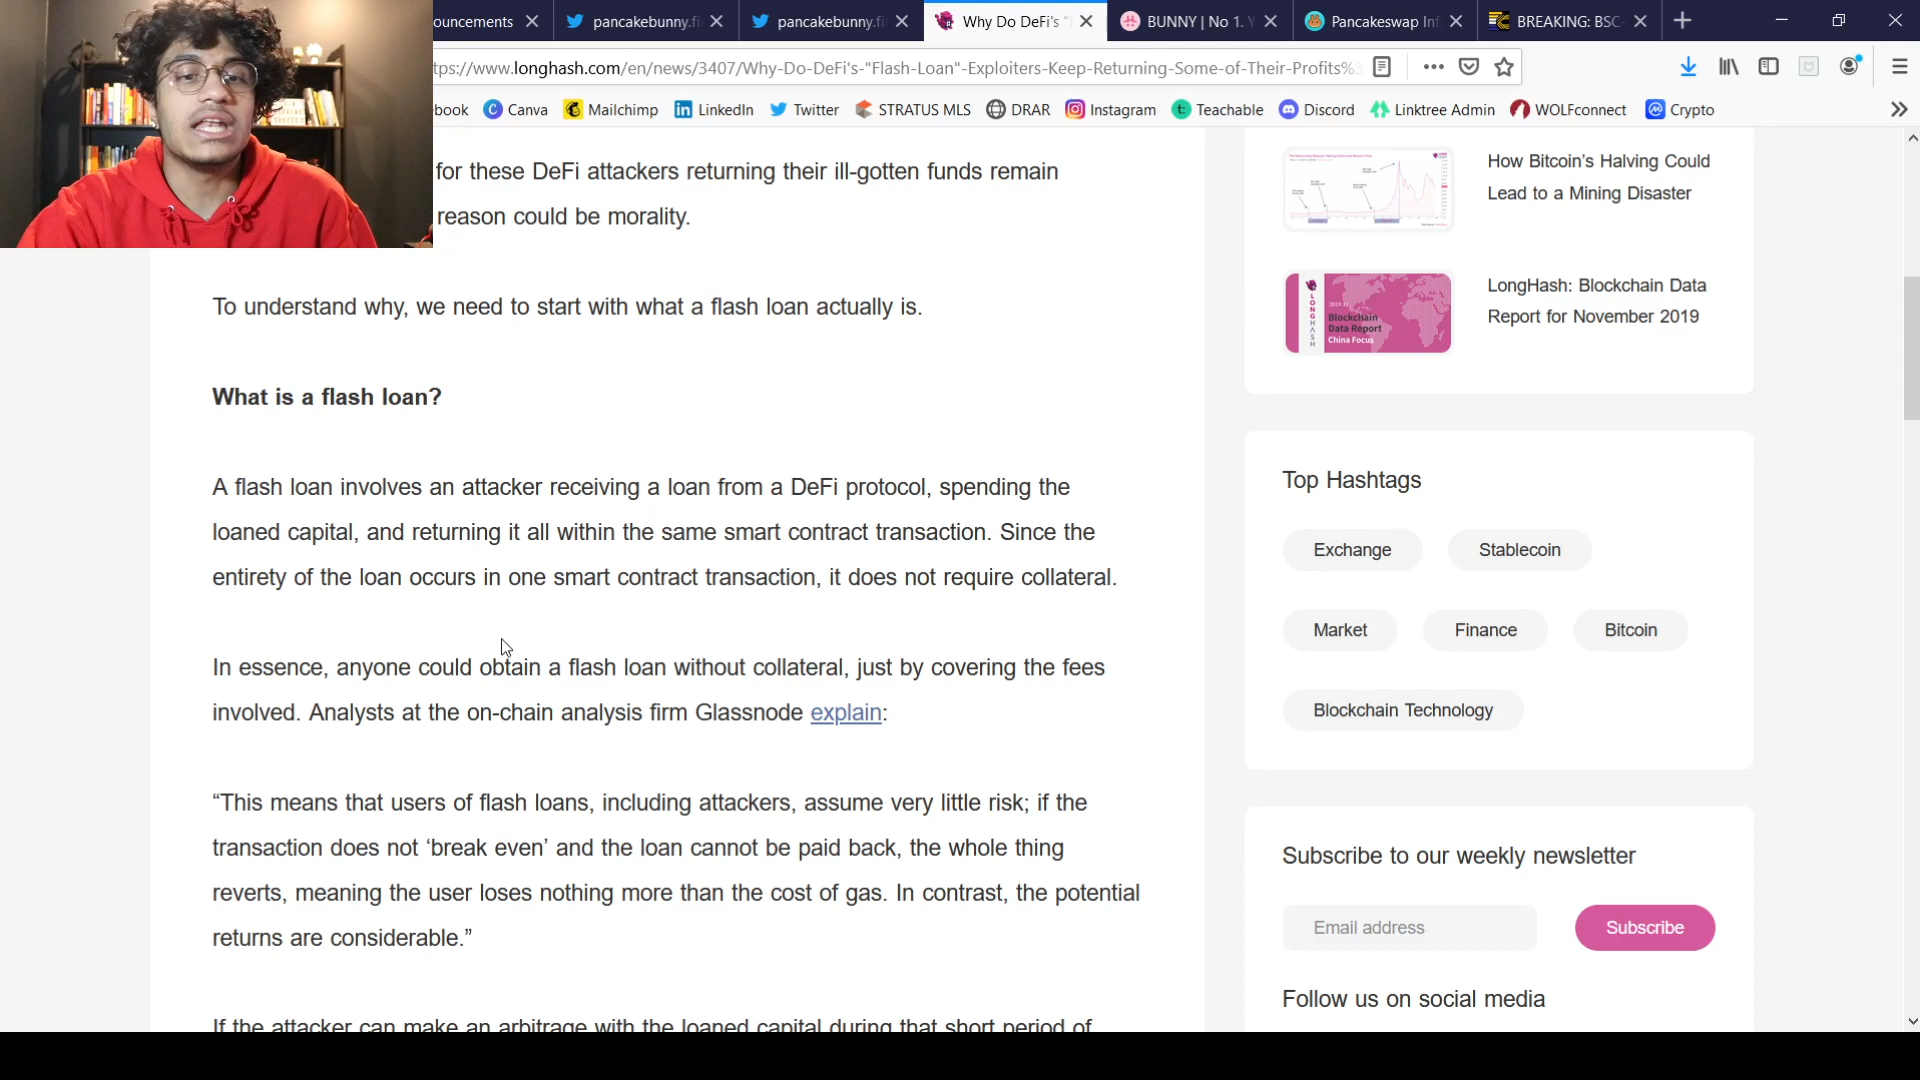 ouncements
pancakebunny.fi
pancakebunny.fi
Why Do DeFi's "
BUNNY | No 1. Y
Pancakeswap Inf
BREAKING: BSC-
tps://www.longhash.com/en/news/3407/Why-Do-DeFi's-"Flash-Loan"-Exploiters-Keep-Returning-Some-of-Their-Profits%3
book
Canva
Mailchimp
LinkedIn
Twitter
STRATUS MLS
DRAR
Instagram
Teachable
Discord
Linktree Admin
WOLFconnect
Crypto
for these DeFi attackers returning their ill-gotten funds remain
reason could be morality.
To understand why, we need to start with what a flash loan actually is.
What is a flash loan?
A flash loan involves an attacker receiving a loan from a DeFi protocol, spending the
loaned capital, and returning it all within the same smart contract transaction. Since the
entirety of the loan occurs in one smart contract transaction, it does not require collateral.
In essence, anyone could obtain a flash loan without collateral, just by covering the fees
involved. Analysts at the on-chain analysis firm Glassnode explain:
“This means that users of flash loans, including attackers, assume very little risk; if the
transaction does not ‘break even’ and the loan cannot be paid back, the whole thing
reverts, meaning the user loses nothing more than the cost of gas. In contrast, the potential
returns are considerable.”
If the attacker can make an arbitrage with the loaned capital during that short period of
How Bitcoin’s Halving Could
Lead to a Mining Disaster
LONGHASH
2019.11
Blockchain
Data Report
China Focus
LongHash: Blockchain Data
Report for November 2019
Top Hashtags
Exchange
Stablecoin
Market
Finance
Bitcoin
Blockchain Technology
Subscribe to our weekly newsletter
Email address
Subscribe
Follow us on social media